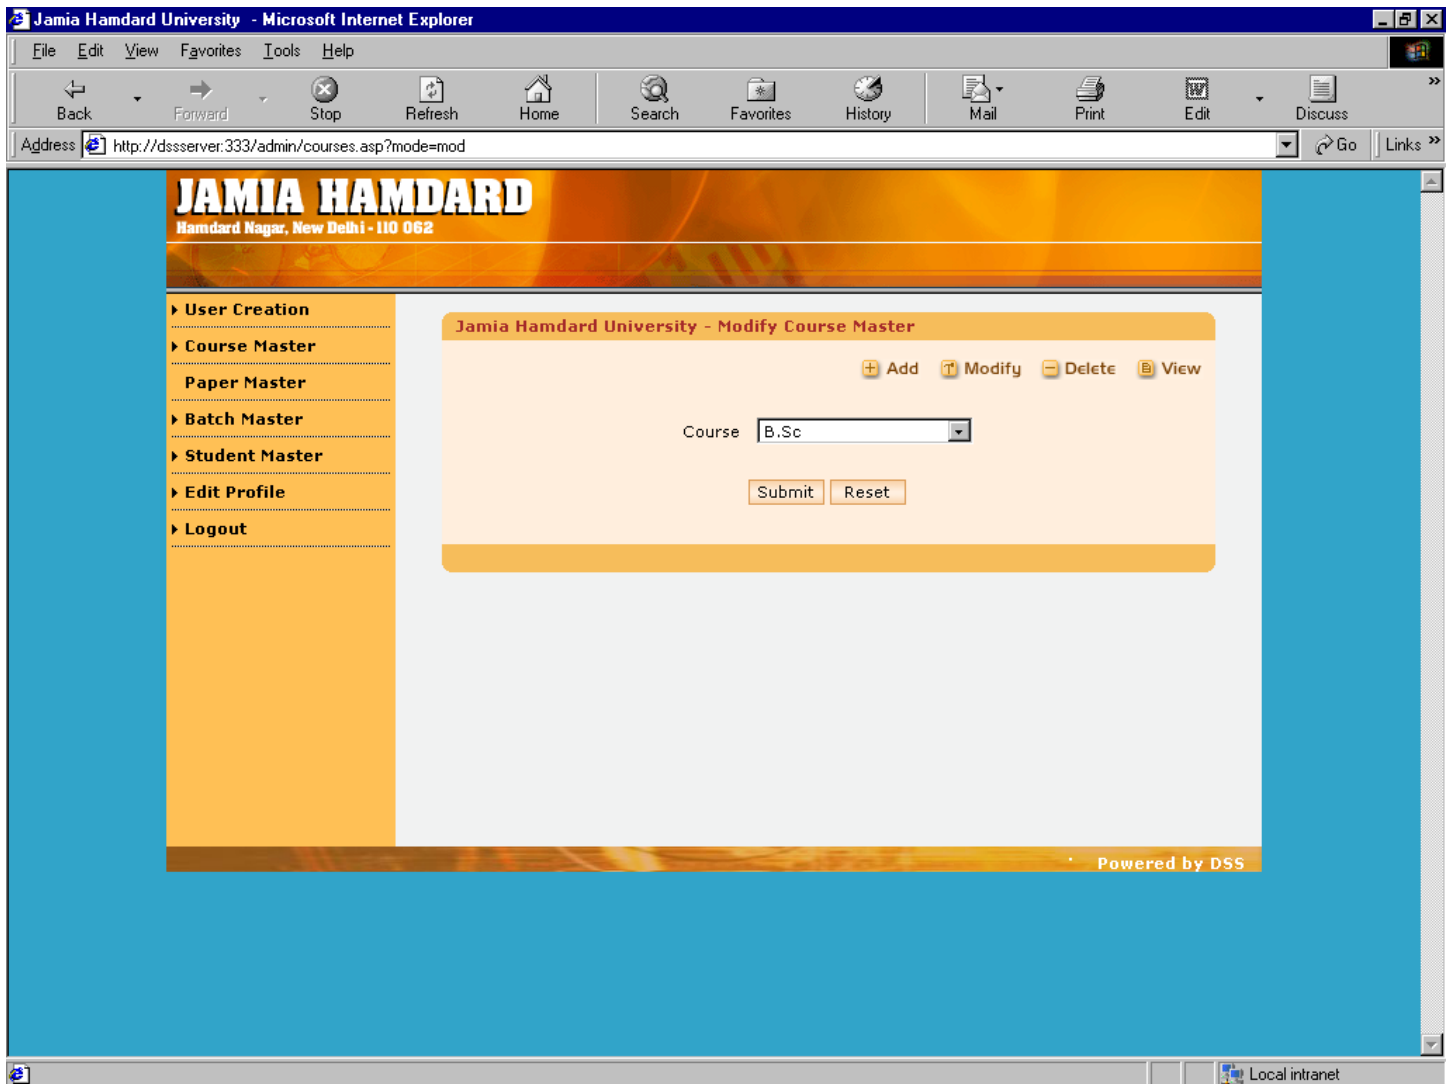 Jamia Hamdard University - Microsoft Internet Explorer
File Edit View Favorites Tools Help
Back Forward Stop Refresh Home Search Favorites History Mail Print Edit Discuss »
Address http://dssserver:333/admin/courses.asp?mode=mod Go Links »
JAMIA HAMDARD
Hamdard Nagar, New Delhi - 110 062
User Creation
Course Master
Paper Master
Batch Master
Student Master
Edit Profile
Logout
Jamia Hamdard University - Modify Course Master
Add Modify Delete View
Course B.Sc
Submit Reset
Powered by DSS
Local intranet